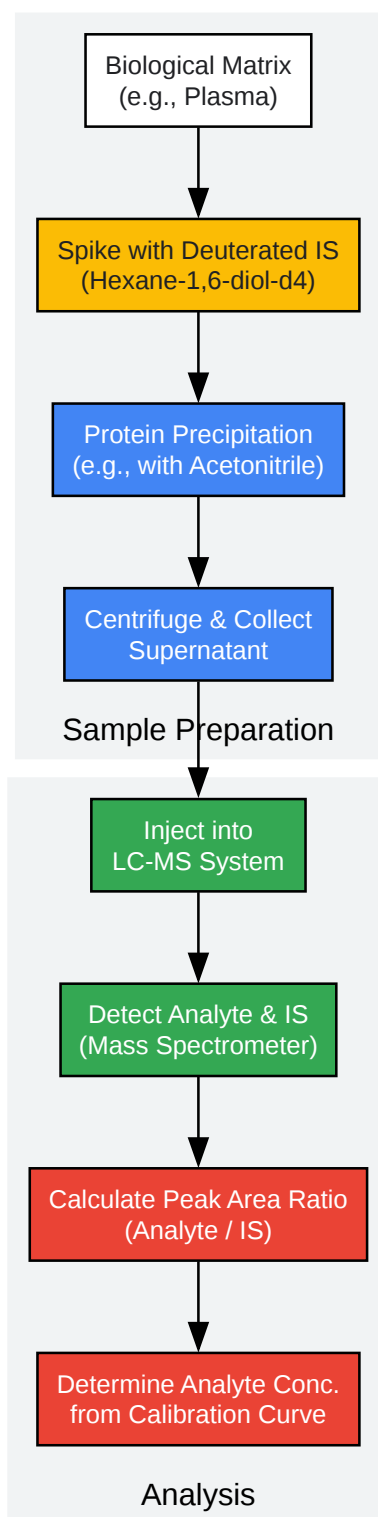 Biological Matrix
(e.g., Plasma)
Spike with Deuterated IS
(Hexane-1,6-diol-d4)
Protein Precipitation
(e.g., with Acetonitrile)
Centrifuge & Collect
Supernatant
Sample Preparation
Inject into
LC-MS System
Detect Analyte & IS
(Mass Spectrometer)
Calculate Peak Area Ratio
(Analyte / IS)
Determine Analyte Conc.
from Calibration Curve
Analysis